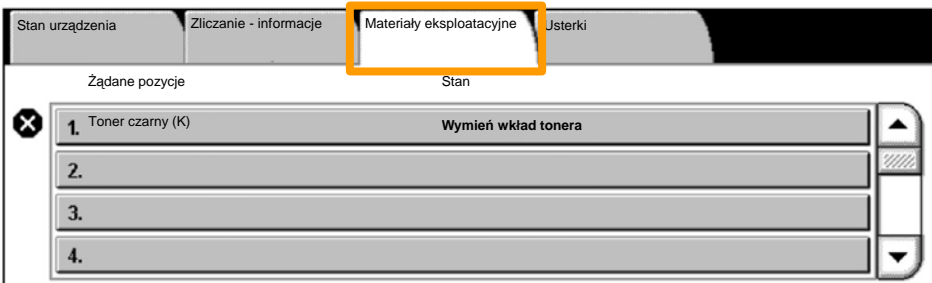 Stan urządzenia Zliczanie - informacje Materiały eksploatacyjne Usterki
Żądane pozycje Stan
1. Toner czarny (K) Wymień wkład tonera
2.
3.
4.